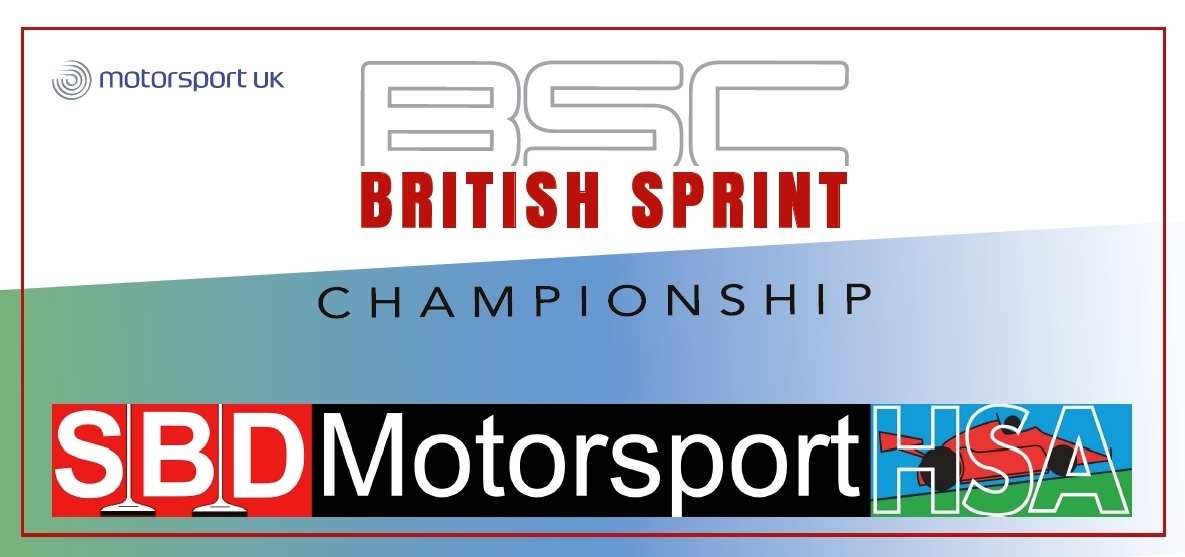 motorsport UK
BSC
BRITISH SPRINT
CHAMPIONSHIP
SBD Motorsport HSA